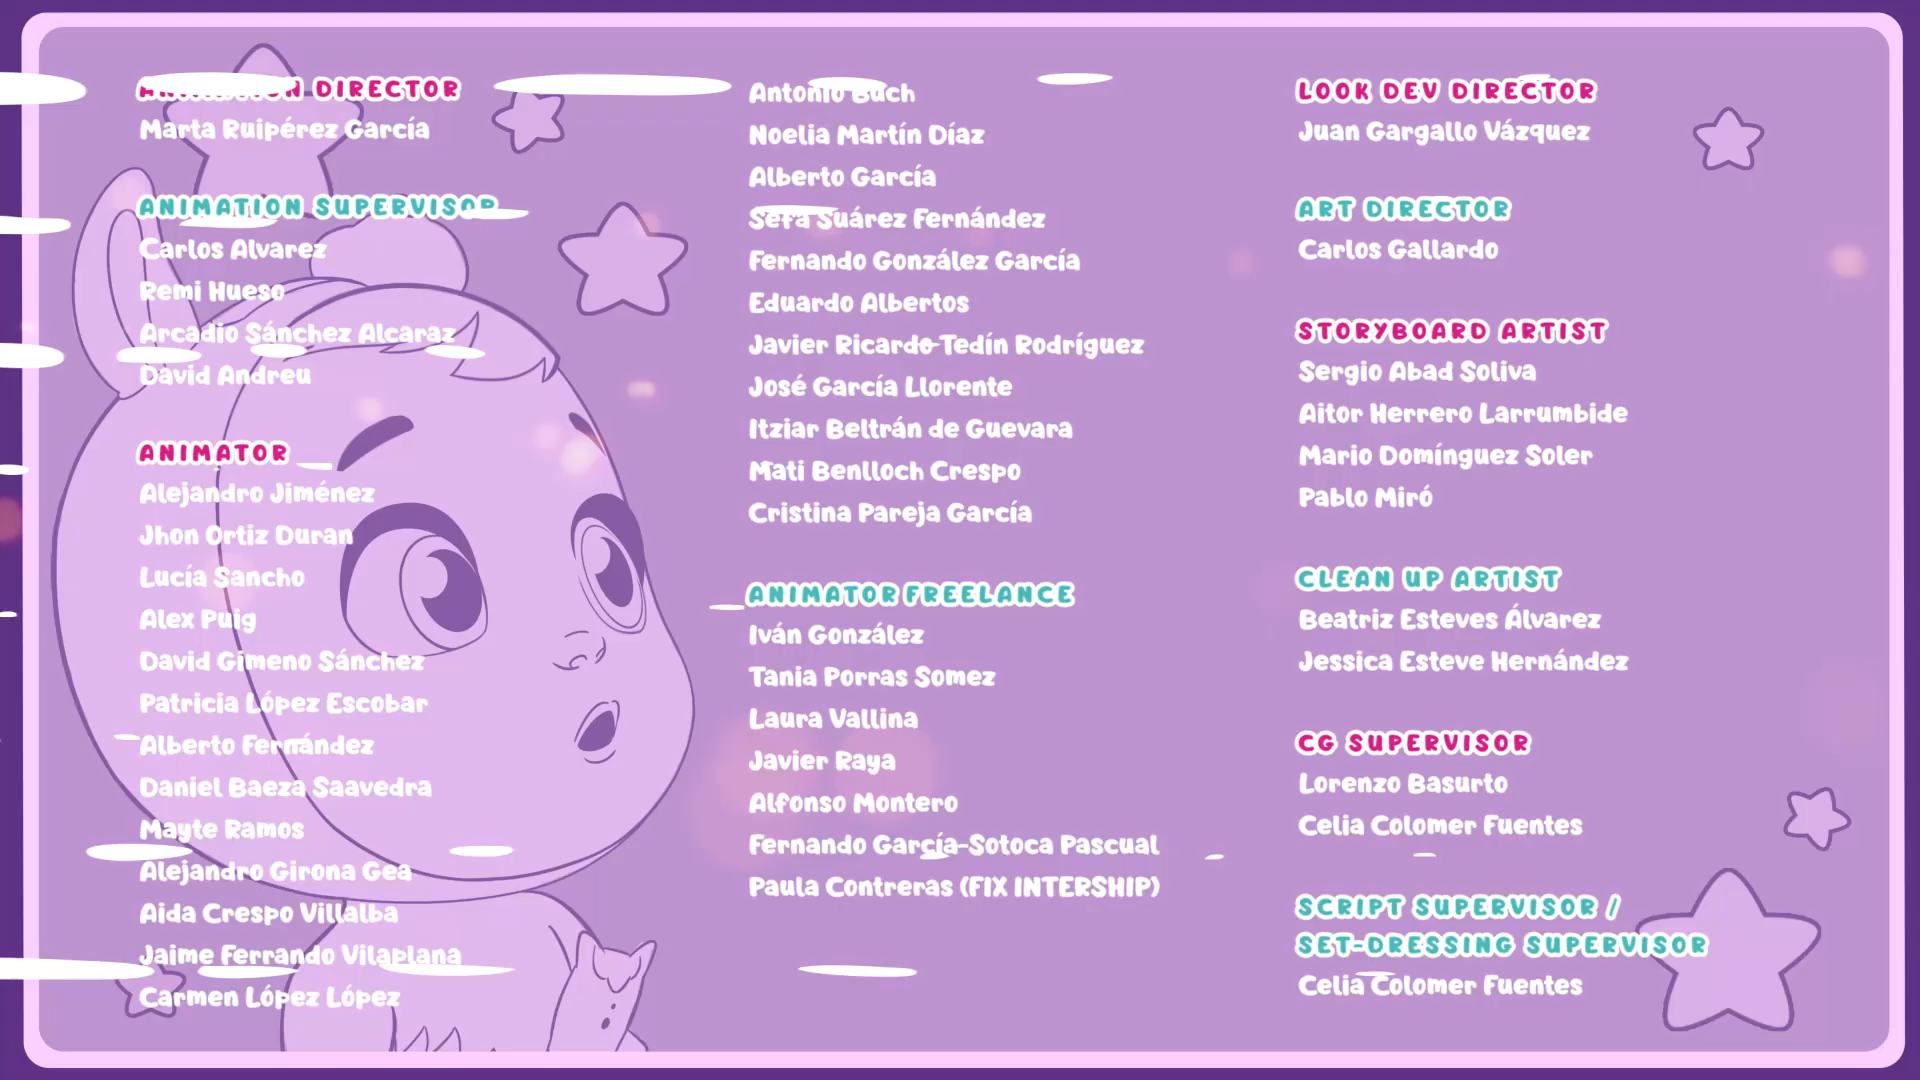 ANIMATION DIRECTOR
Marta Ruipérez García
ANIMATION SUPERVISOR
Carlos Alvarez
Remi Hueso
Arcadio Sánchez Alcaraz
David Andreu
ANIMATOR
Alejandro Jiménez
Jhon Ortiz Duran
Lucía Sancho
Alex Puig
David Gimeno Sánchez
Patricia López Escobar
Alberto Fernández
Daniel Baeza Saavedra
Mayte Ramos
Alejandro Girona Gea
Aida Crespo Villalba
Jaime Ferrando Vilaplana
Carmen López López
Antonio Buch
Noelia Martín Díaz
Alberto García
Sefa Suárez Fernández
Fernando González García
Eduardo Albertos
Javier Ricardo Tedín Rodríguez
José García Llorente
Itziar Beltrán de Guevara
Mati Benlloch Crespo
Cristina Pareja García
ANIMATOR FREELANCE
Iván González
Tania Porras Somez
Laura Vallina
Javier Raya
Alfonso Montero
Fernando García-Sotoca Pascual
Paula Contreras (FIX INTERSHIP)
LOOK DEV DIRECTOR
Juan Gargallo Vázquez
ART DIRECTOR
Carlos Gallardo
STORYBOARD ARTIST
Sergio Abad Soliva
Aitor Herrero Larrumbide
Mario Domínguez Soler
Pablo Miró
CLEAN UP ARTIST
Beatriz Esteves Álvarez
Jessica Esteve Hernández
CG SUPERVISOR
Lorenzo Basurto
Celia Colomer Fuentes
SCRIPT SUPERVISOR /
SET-DRESSING SUPERVISOR
Celia Colomer Fuentes